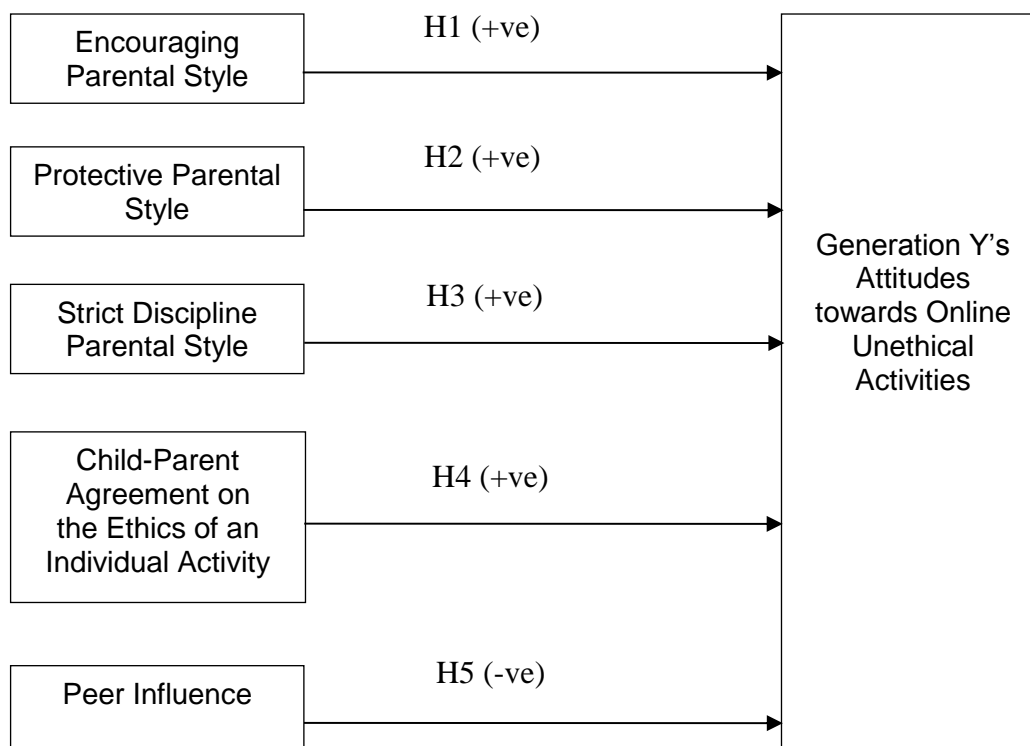 Encouraging
Parental Style
H1 (+ve)
Protective Parental
Style
H2 (+ve)
Strict Discipline
Parental Style
H3 (+ve)
Child-Parent
Agreement on
the Ethics of an
Individual Activity
H4 (+ve)
Peer Influence
H5 (-ve)
Generation Y’s
Attitudes
towards Online
Unethical
Activities